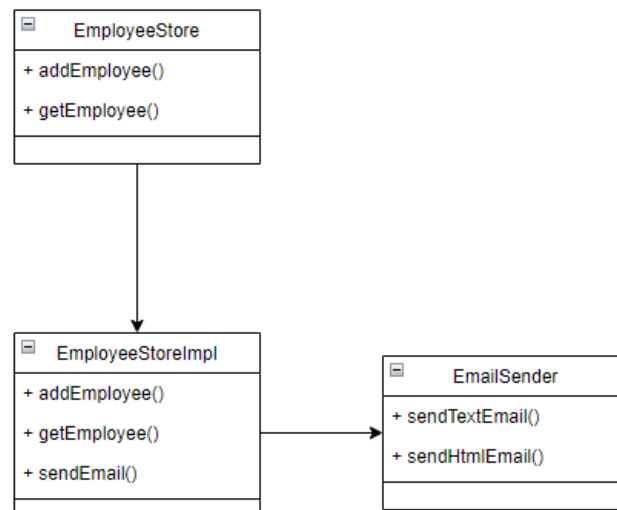 EmployeeStore
+ addEmployee()
+ getEmployee()
EmployeeStoreImpl
+ addEmployee()
+ getEmployee()
+ sendEmail()
EmailSender
+ sendTextEmail()
+ sendHtmlEmail()